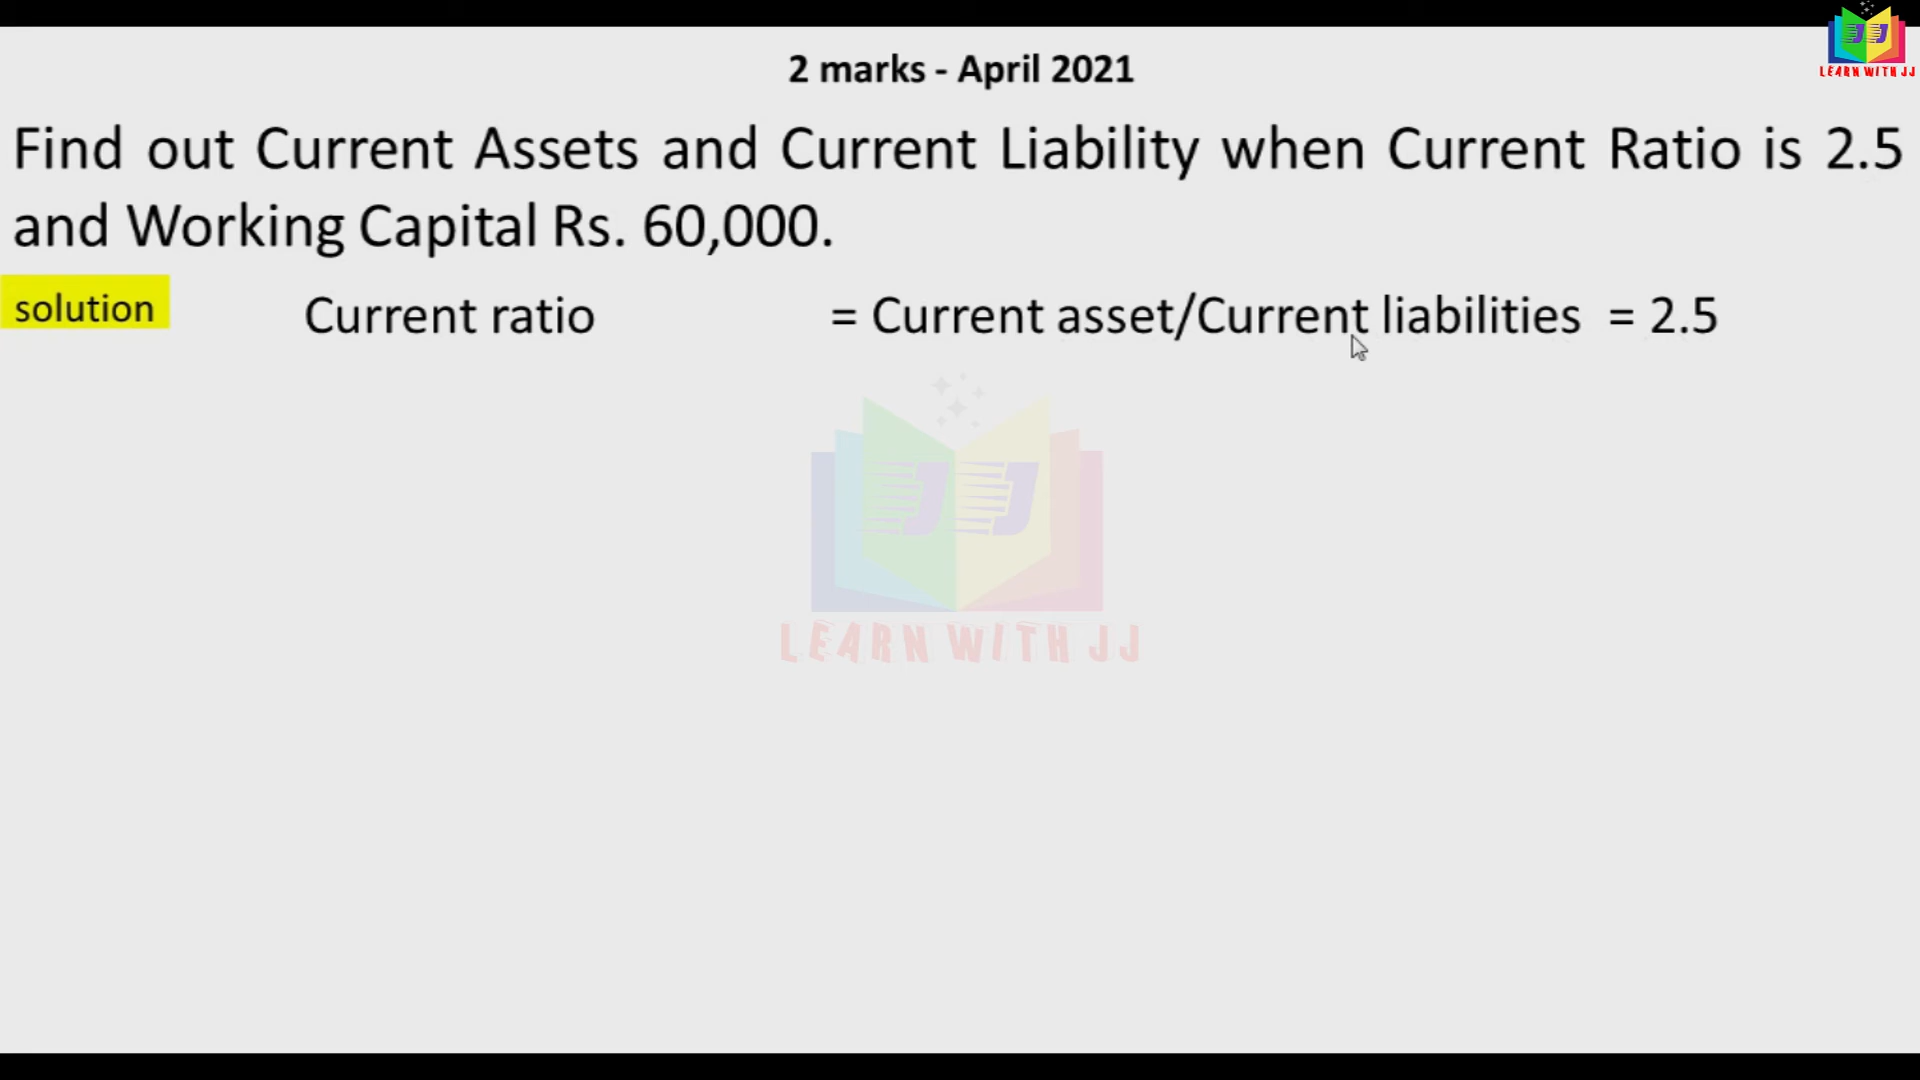 2 marks - April 2021
JJ
LEARN WITH JJ
Find out Current Assets and Current Liability when Current Ratio is 2.5
and Working Capital Rs. 60,000.
solution Current ratio = Current asset/Current liabilities = 2.5
JJ
LEARN WITH JJ